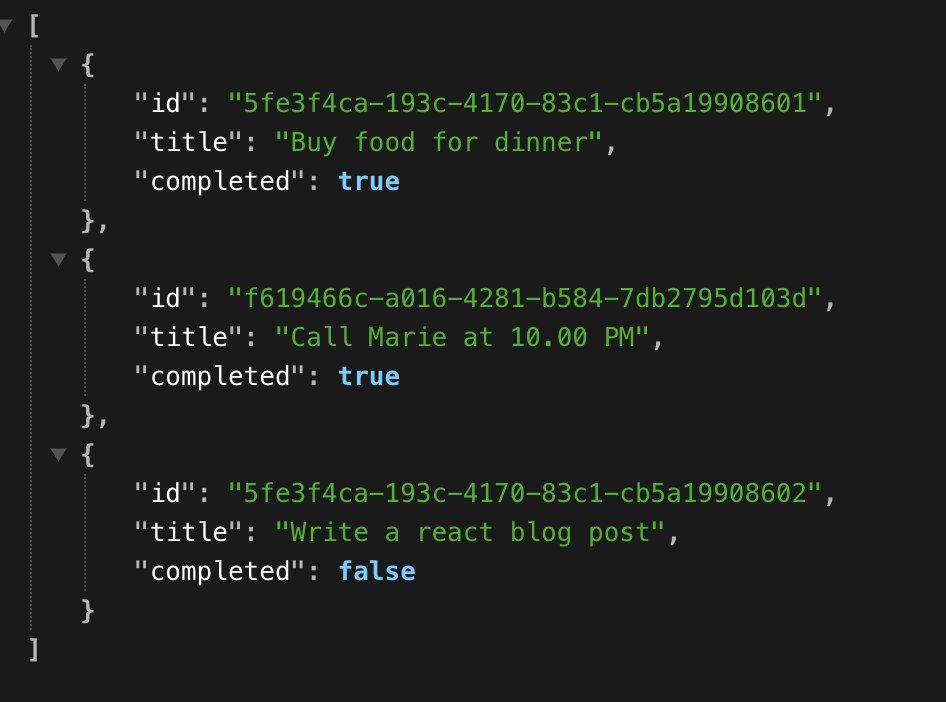 [
{
"id": "5fe3f4ca-193c-4170-83c1-cb5a19908601",
"title": "Buy food for dinner",
"completed": true
},
{
"id": "f619466c-a016-4281-b584-7db2795d103d",
"title": "Call Marie at 10.00 PM",
"completed": true
},
{
"id": "5fe3f4ca-193c-4170-83c1-cb5a19908602",
"title": "Write a react blog post",
"completed": false
}
]